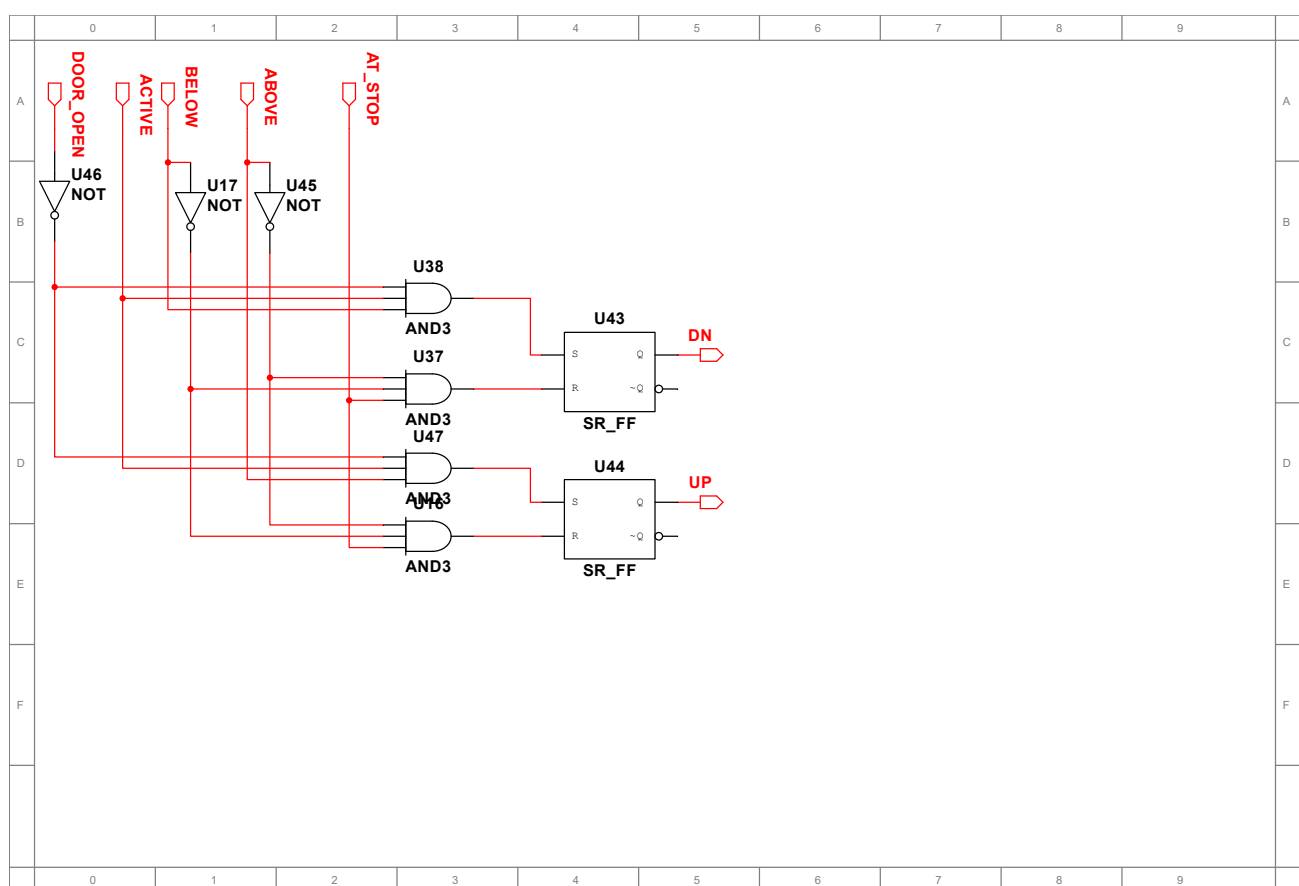 0 1 2 3 4 5 6 7 8 9
DOOR_OPEN
ACTIVE
BELOW
ABOVE
AT_STOP
A A
U46
NOT
U17
NOT
U45
NOT
B B
U38
AND3
U43
S Q
R ~Q
SR_FF
DN
C C
U37
AND3
U47
AND3
D D
U44
S Q
R ~Q
SR_FF
UP
U16
AND3
E E
F F
0 1 2 3 4 5 6 7 8 9